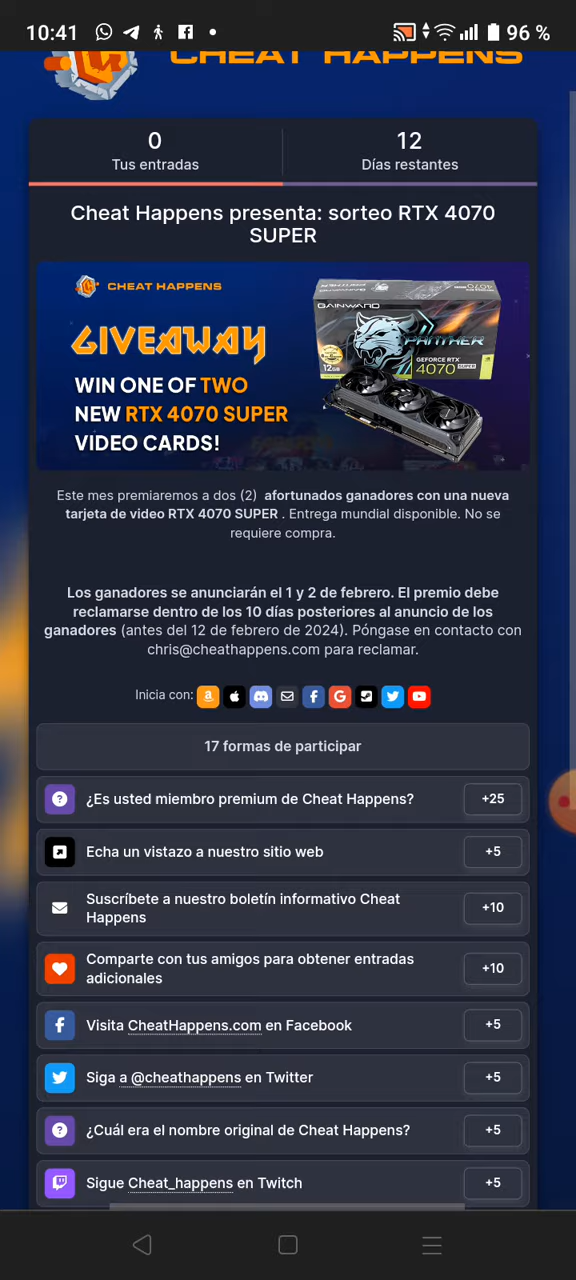 10:41
96 %
CHEAT HAPPENS
0
Tus entradas
12
Días restantes
Cheat Happens presenta: sorteo RTX 4070
SUPER
CHEAT HAPPENS
GIVEAWAY
WIN ONE OF TWO
NEW RTX 4070 SUPER
VIDEO CARDS!
GAINWARD
PANTHER
GEFORCE RTX
4070 SUPER
12GB
4070
Este mes premiaremos a dos (2) afortunados ganadores con una nueva
tarjeta de video RTX 4070 SUPER . Entrega mundial disponible. No se
requiere compra.
Los ganadores se anunciarán el 1 y 2 de febrero. El premio debe
reclamarse dentro de los 10 días posteriores al anuncio de los
ganadores (antes del 12 de febrero de 2024). Póngase en contacto con
chris@cheathappens.com para reclamar.
Inicia con:
17 formas de participar
¿Es usted miembro premium de Cheat Happens? +25
Echa un vistazo a nuestro sitio web +5
Suscríbete a nuestro boletín informativo Cheat
Happens +10
Comparte con tus amigos para obtener entradas
adicionales +10
Visita CheatHappens.com en Facebook +5
Siga a @cheathappens en Twitter +5
¿Cuál era el nombre original de Cheat Happens? +5
Sigue Cheat_happens en Twitch +5